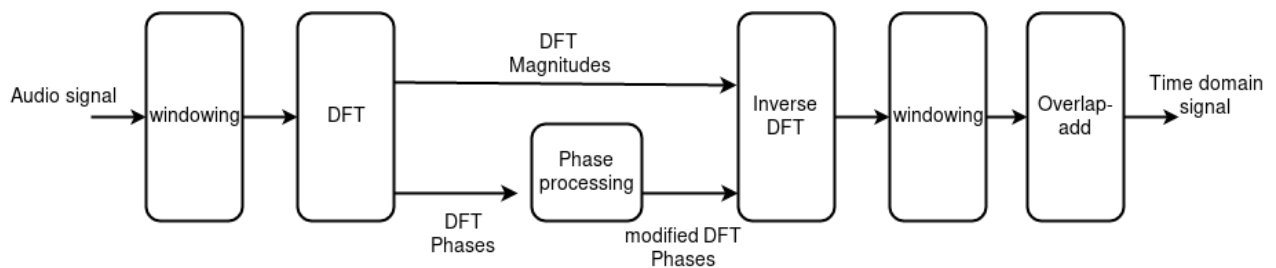 Audio signal
windowing
DFT
DFT
Magnitudes
DFT
Phases
Phase
processing
modified DFT
Phases
Inverse
DFT
windowing
Overlap-
add
Time domain
signal